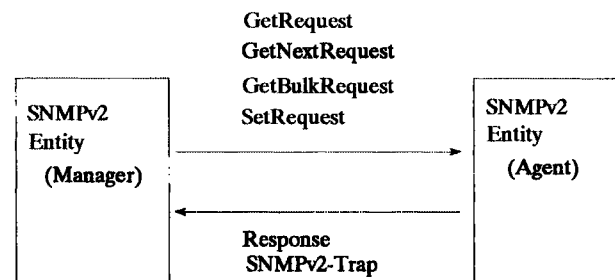 GetRequest
GetNextRequest
GetBulkRequest
SetRequest
SNMPv2
Entity
(Manager)
SNMPv2
Entity
(Agent)
Response
SNMPv2-Trap